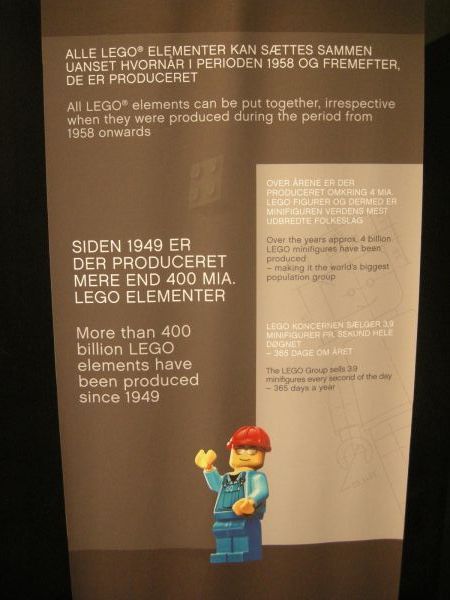 ALLE LEGO® ELEMENTER KAN SÆTTES SAMMEN
UANSET HVORNÅR I PERIODEN 1958 OG FREMEFTER,
DE ER PRODUCERET
All LEGO® elements can be put together, irrespective
when they were produced during the period from
1958 onwards
SIDEN 1949 ER
DER PRODUCERET
MERE END 400 MIA.
LEGO ELEMENTER
More than 400
billion LEGO
elements have
been produced
since 1949
OVER ÅRENE ER DER
PRODUCERET OMKRING 4 MIA.
LEGO FIGURER OG DERMED ER
MINIFIGUREN VERDENS MEST
UDBREDTE FOLKESLAG
Over the years approx. 4 billion
LEGO minifigures have been
produced
– making it the world's biggest
population group
LEGO KONCERNEN SÆLGER 3,9
MINIFIGURER PR. SEKUND HELE
DØGNET
– 365 DAGE OM ÅRET
The LEGO Group sells 3.9
minifigures every second of the day
– 365 days a year